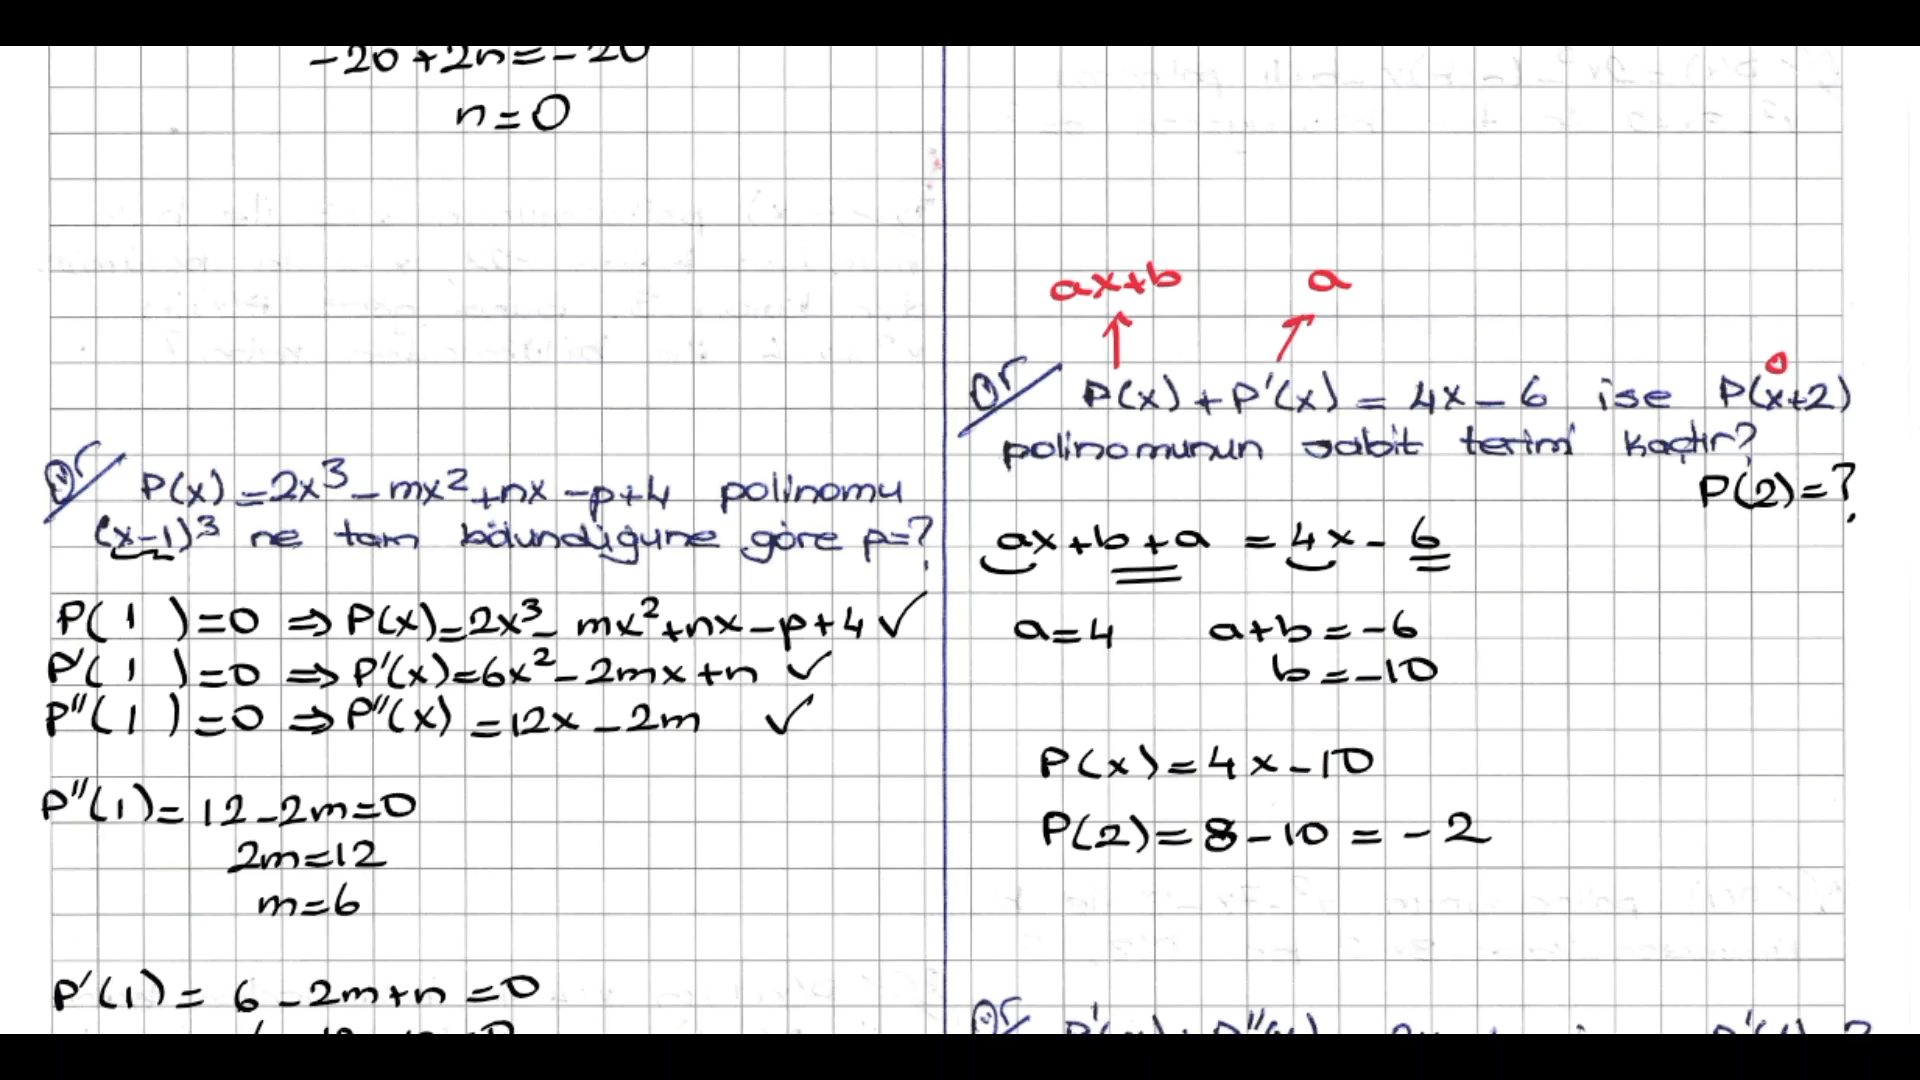 -20+2n=-20
n=0
Ör/ P(x)=2x³-mx²+nx-p+4 polinomu
(x-1)³ ne tam bölündüğüne göre p=?
P(1)=0 ⇒ P(x)=2x³-mx²+nx-p+4 ✓
P'(1)=0 ⇒ P'(x)=6x²-2mx+n ✓
P''(1)=0 ⇒ P''(x)=12x-2m ✓
P''(1)=12-2m=0
2m=12
m=6
P'(1)=6-2m+n=0
ax+b a
Ör/ P(x)+P'(x)=4x-6 ise P(x+2)
0
polinomunun sabit terimi kaçtır?
P(2)=?
ax+b+a=4x-6
a=4 a+b=-6
b=-10
P(x)=4x-10
P(2)=8-10=-2
Ör